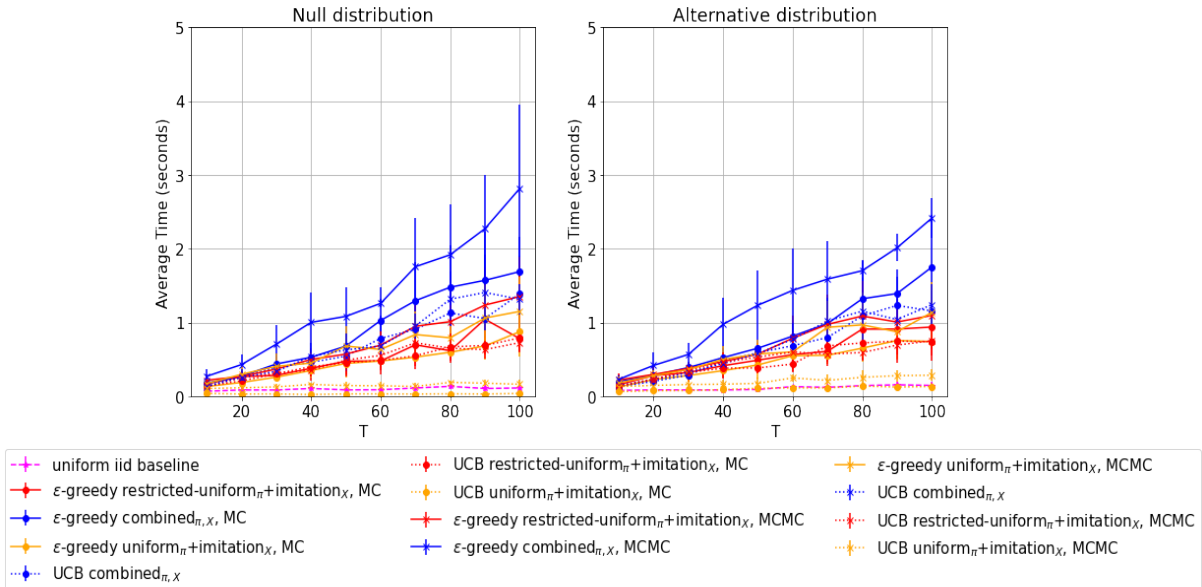 Null distribution
Alternative distribution
5
4
3
2
1
0
Average Time (seconds)
20 40 60 80 100
T
5
4
3
2
1
0
Average Time (seconds)
20 40 60 80 100
T
uniform iid baseline
ε-greedy restricted-uniformπ+imitationX, MC
ε-greedy combinedπ, X, MC
ε-greedy uniformπ+imitationX, MC
UCB combinedπ, X
UCB restricted-uniformπ+imitationX, MC
UCB uniformπ+imitationX, MC
ε-greedy restricted-uniformπ+imitationX, MCMC
ε-greedy combinedπ, X, MCMC
ε-greedy uniformπ+imitationX, MCMC
UCB combinedπ, X
UCB restricted-uniformπ+imitationX, MCMC
UCB uniformπ+imitationX, MCMC